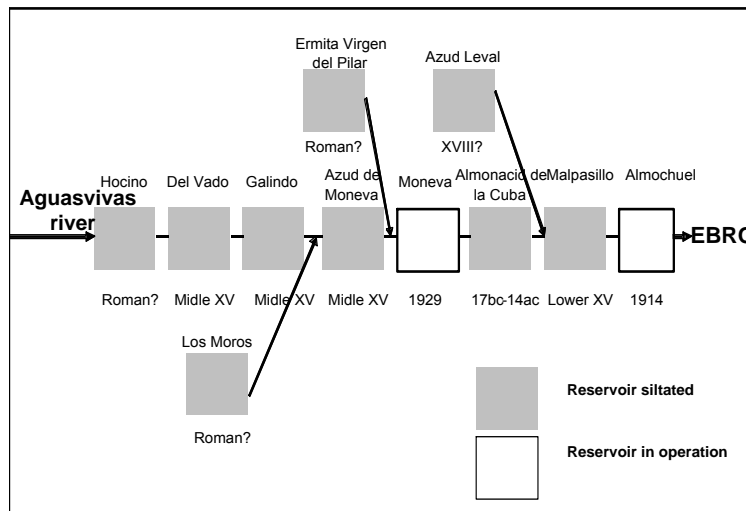 Ermita Virgen
del Pilar
Azud Leval
Roman?
XVIII?
Hocino
Del Vado
Galindo
Azud de
Moneva
Moneva
Almonacid de
la Cuba
Malpasillo
Almochuel
Aguasvivas
river
EBRO
Roman?
Midle XV
Midle XV
Midle XV
1929
17bc-14ac
Lower XV
1914
Los Moros
Roman?
Reservoir siltated
Reservoir in operation